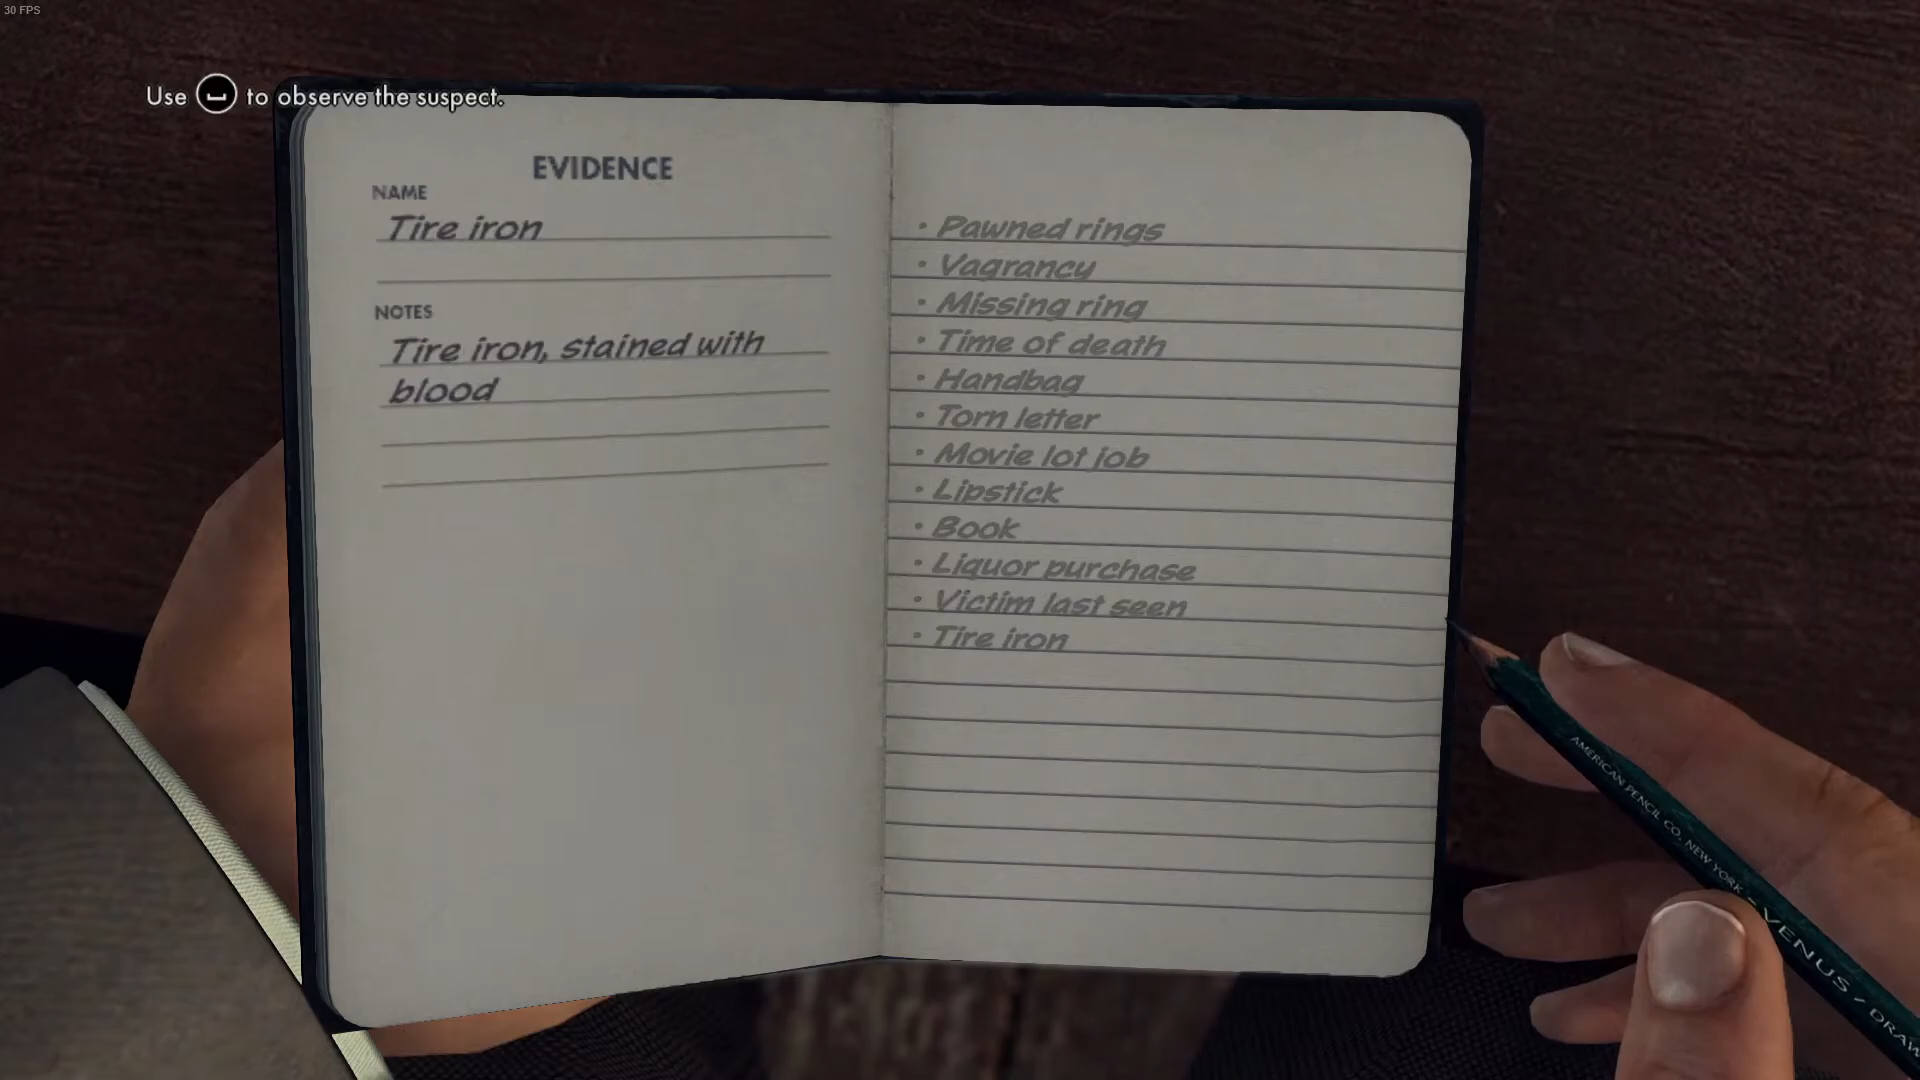 30 FPS
Use to observe the suspect.
EVIDENCE
NAME
Tire iron
NOTES
Tire iron, stained with
blood
• Pawned rings
• Vagrancy
• Missing ring
• Time of death
• Handbag
• Torn letter
• Movie lot job
• Lipstick
• Book
• Liquor purchase
• Victim last seen
• Tire iron
AMERICAN PENCIL CO. NEW YORK - VENUS / DRAW